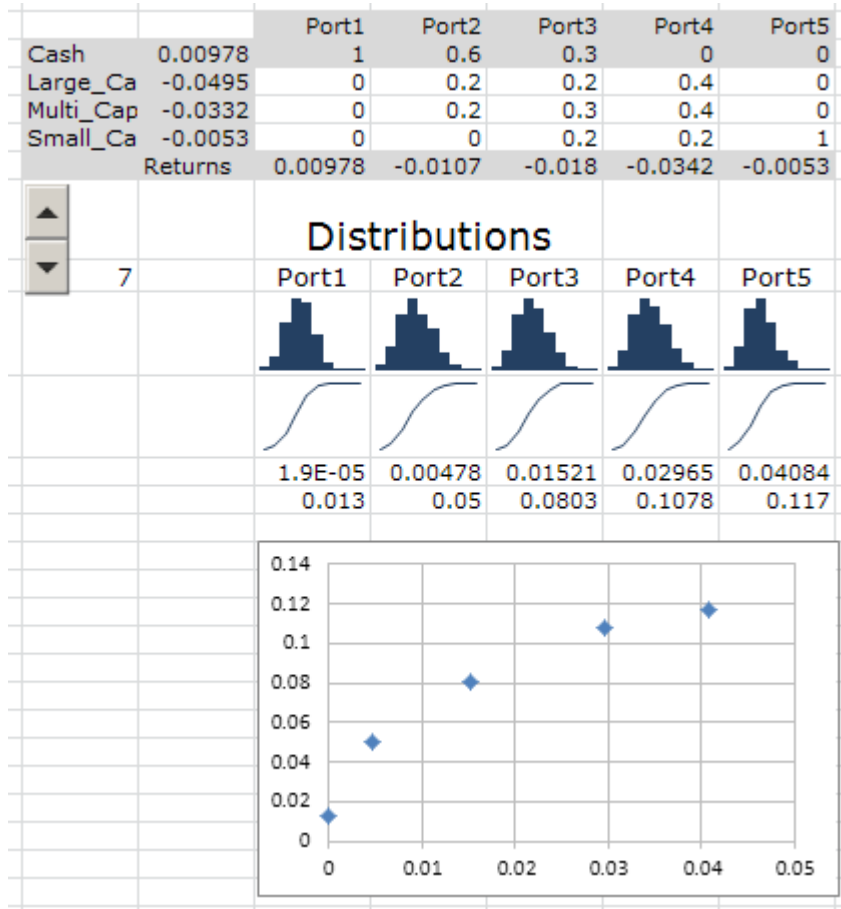 Port1 Port2 Port3 Port4 Port5
Cash 0.00978 1 0.6 0.3 0 0
Large_Ca -0.0495 0 0.2 0.2 0.4 0
Multi_Cap -0.0332 0 0.2 0.3 0.4 0
Small_Ca -0.0053 0 0 0.2 0.2 1
Returns 0.00978 -0.0107 -0.018 -0.0342 -0.0053
Distributions
7 Port1 Port2 Port3 Port4 Port5
1.9E-05 0.00478 0.01521 0.02965 0.04084
0.013 0.05 0.0803 0.1078 0.117
0.14
0.12
0.1
0.08
0.06
0.04
0.02
0
0 0.01 0.02 0.03 0.04 0.05